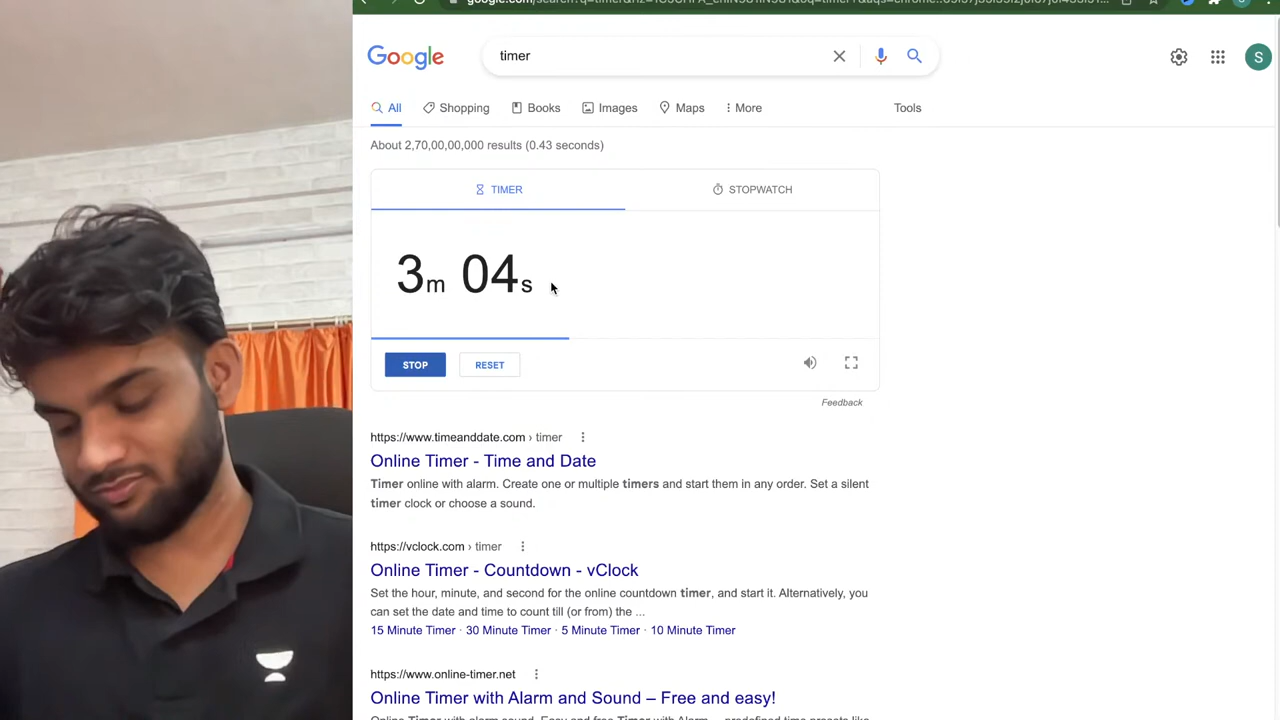 Google
timer
S
All Shopping Books Images Maps More Tools
About 2,70,00,00,000 results (0.43 seconds)
TIMER STOPWATCH
3m 04s
STOP RESET
Feedback
https://www.timeanddate.com › timer
Online Timer - Time and Date
Timer online with alarm. Create one or multiple timers and start them in any order. Set a silent
timer clock or choose a sound.
https://vclock.com › timer
Online Timer - Countdown - vClock
Set the hour, minute, and second for the online countdown timer, and start it. Alternatively, you
can set the date and time to count till (or from) the ...
15 Minute Timer · 30 Minute Timer · 5 Minute Timer · 10 Minute Timer
https://www.online-timer.net
Online Timer with Alarm and Sound – Free and easy!